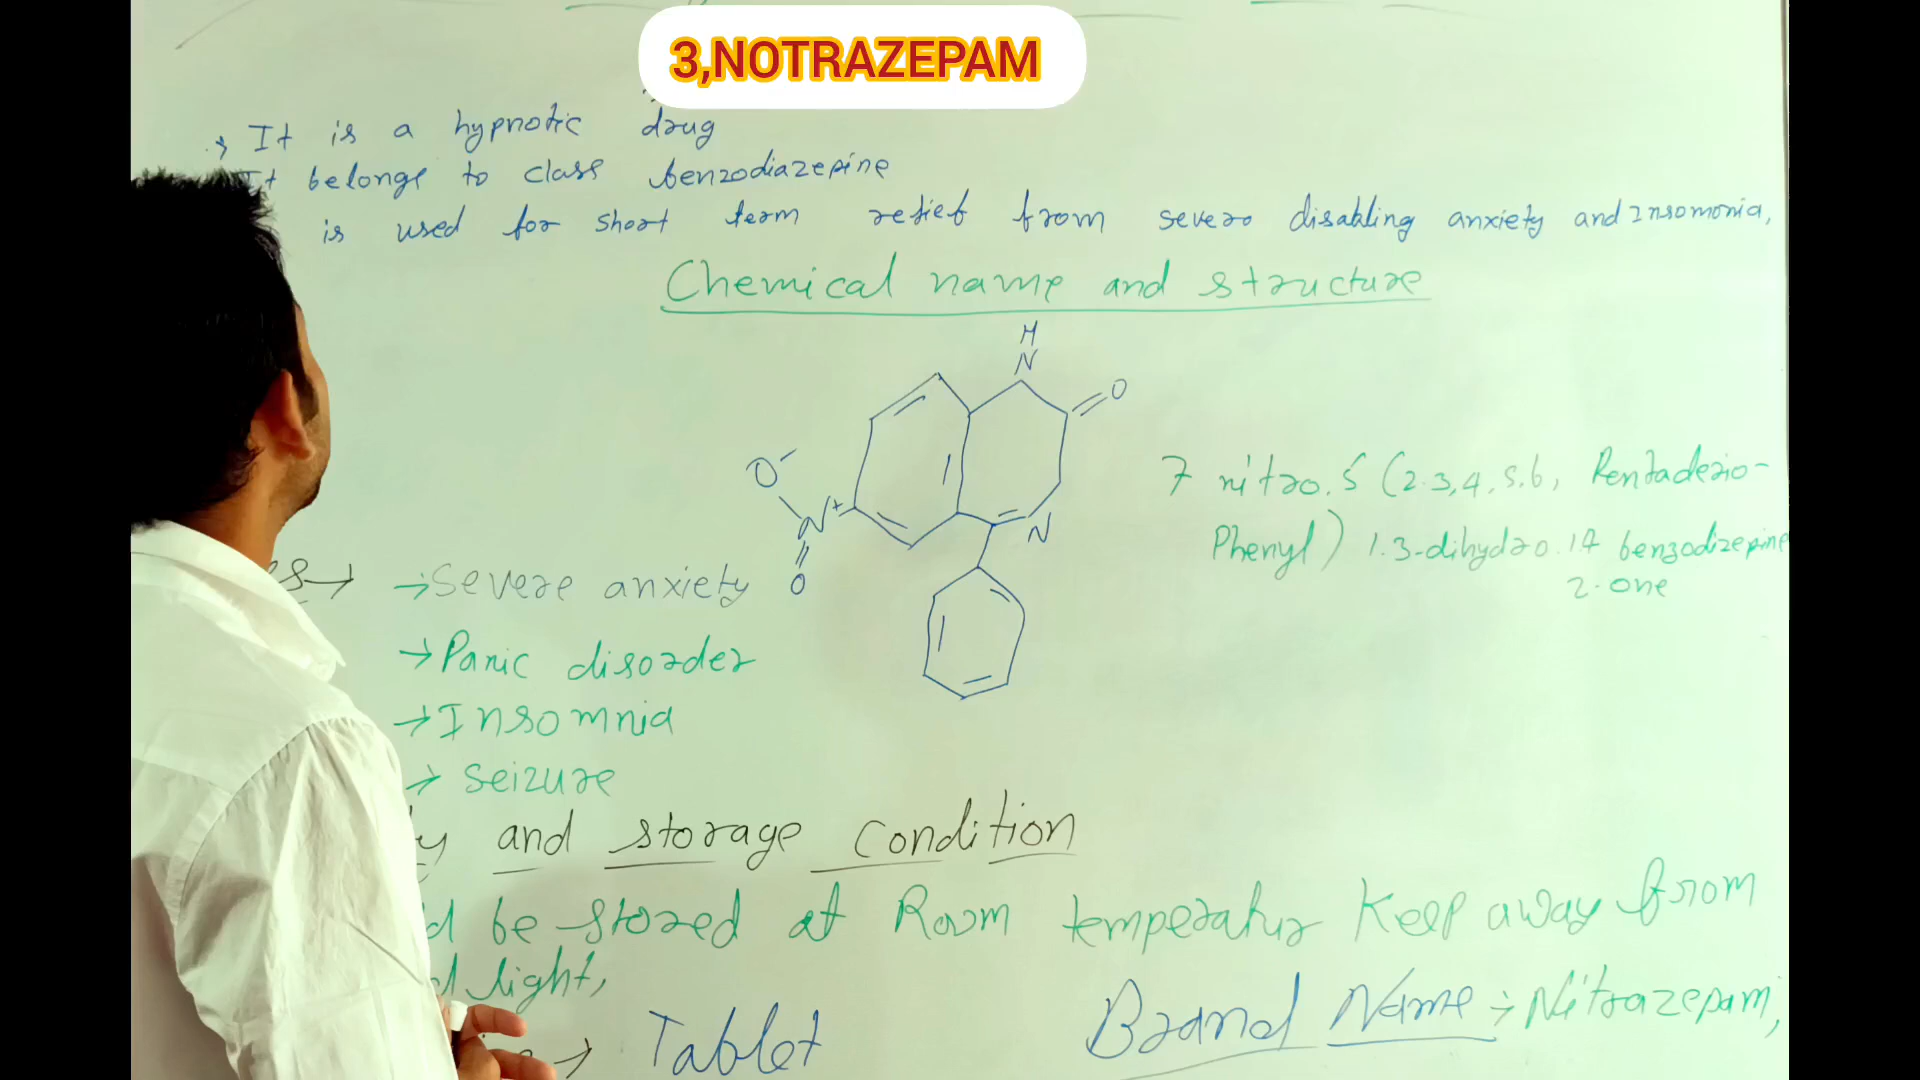 3,NOTRAZEPAM
It is a hypnotic drug
It belongs to class benzodiazepine
is used for short term relief from severe disabling anxiety and Insomonia,
Chemical name and structure
H
N
O
O-
N+
O
N
7 nitro. 5 (2.3,4.5.6, Pentaderio-
Phenyl) 1.3-dihydro.14 benzodizepine
2-one
→ Severe anxiety
→ Panic disorder
→ Insomnia
→ seizure
and storage condition
be stored at Room temperatur Keep away from
light,
→ Tablet
Brand Name ÷ Nitrazepam,